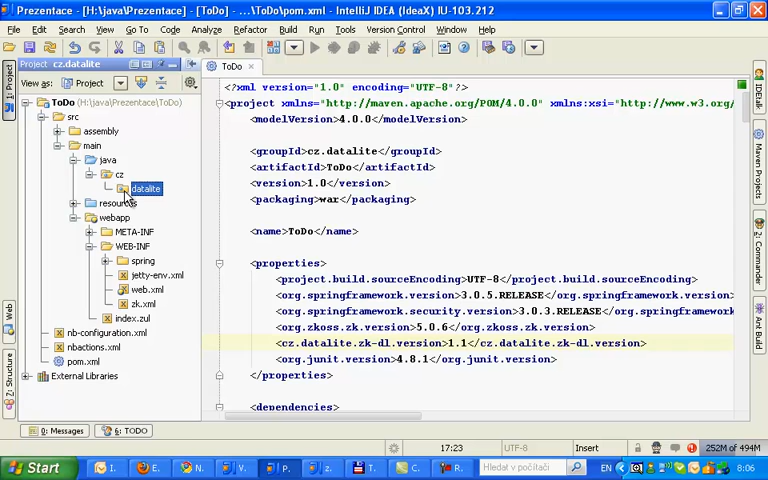 Prezentace - [H:\java\Prezentace] - [ToDo] - ...\ToDo\pom.xml - IntelliJ IDEA (IdeaX) IU-103.212
File Edit Search View Go To Code Analyze Refactor Build Run Tools Version Control Window Help
1: Project
cz.datalite
ToDo
View as: Project
ToDo (H:\java\Prezentace\ToDo)
src
assembly
main
java
cz
datalite
resources
webapp
META-INF
WEB-INF
spring
jetty-env.xml
web.xml
zk.xml
index.zul
nb-configuration.xml
nbactions.xml
pom.xml
External Libraries
Web
Z: Structure
<?xml version="1.0" encoding="UTF-8"?>
<project xmlns="http://maven.apache.org/POM/4.0.0" xmlns:xsi="http://www.w3.org/
<modelVersion>4.0.0</modelVersion>
<groupId>cz.datalite</groupId>
<artifactId>ToDo</artifactId>
<version>1.0</version>
<packaging>war</packaging>
<name>ToDo</name>
<properties>
<project.build.sourceEncoding>UTF-8</project.build.sourceEncoding>
<org.springframework.version>3.0.5.RELEASE</org.springframework.version>
<org.springframework.version>3.0.3.RELEASE</org.springframework.
<org.zkoss.zk.version>5.0.6</org.zkoss.zk.version>
<cz.datalite.zk-dl.version>1.1</cz.datalite.zk-dl.version>
<org.junit.version>4.8.1</org.junit.version>
</properties>
<dependencies>
IDEtalk
Maven Projects
2: Commander
Ant Build
0: Messages 6: TODO
17:23 UTF-8 Insert 252M of 494M
Start I. C. N. V. P. z. T. C. R. Hledat v počítači EN 8:06